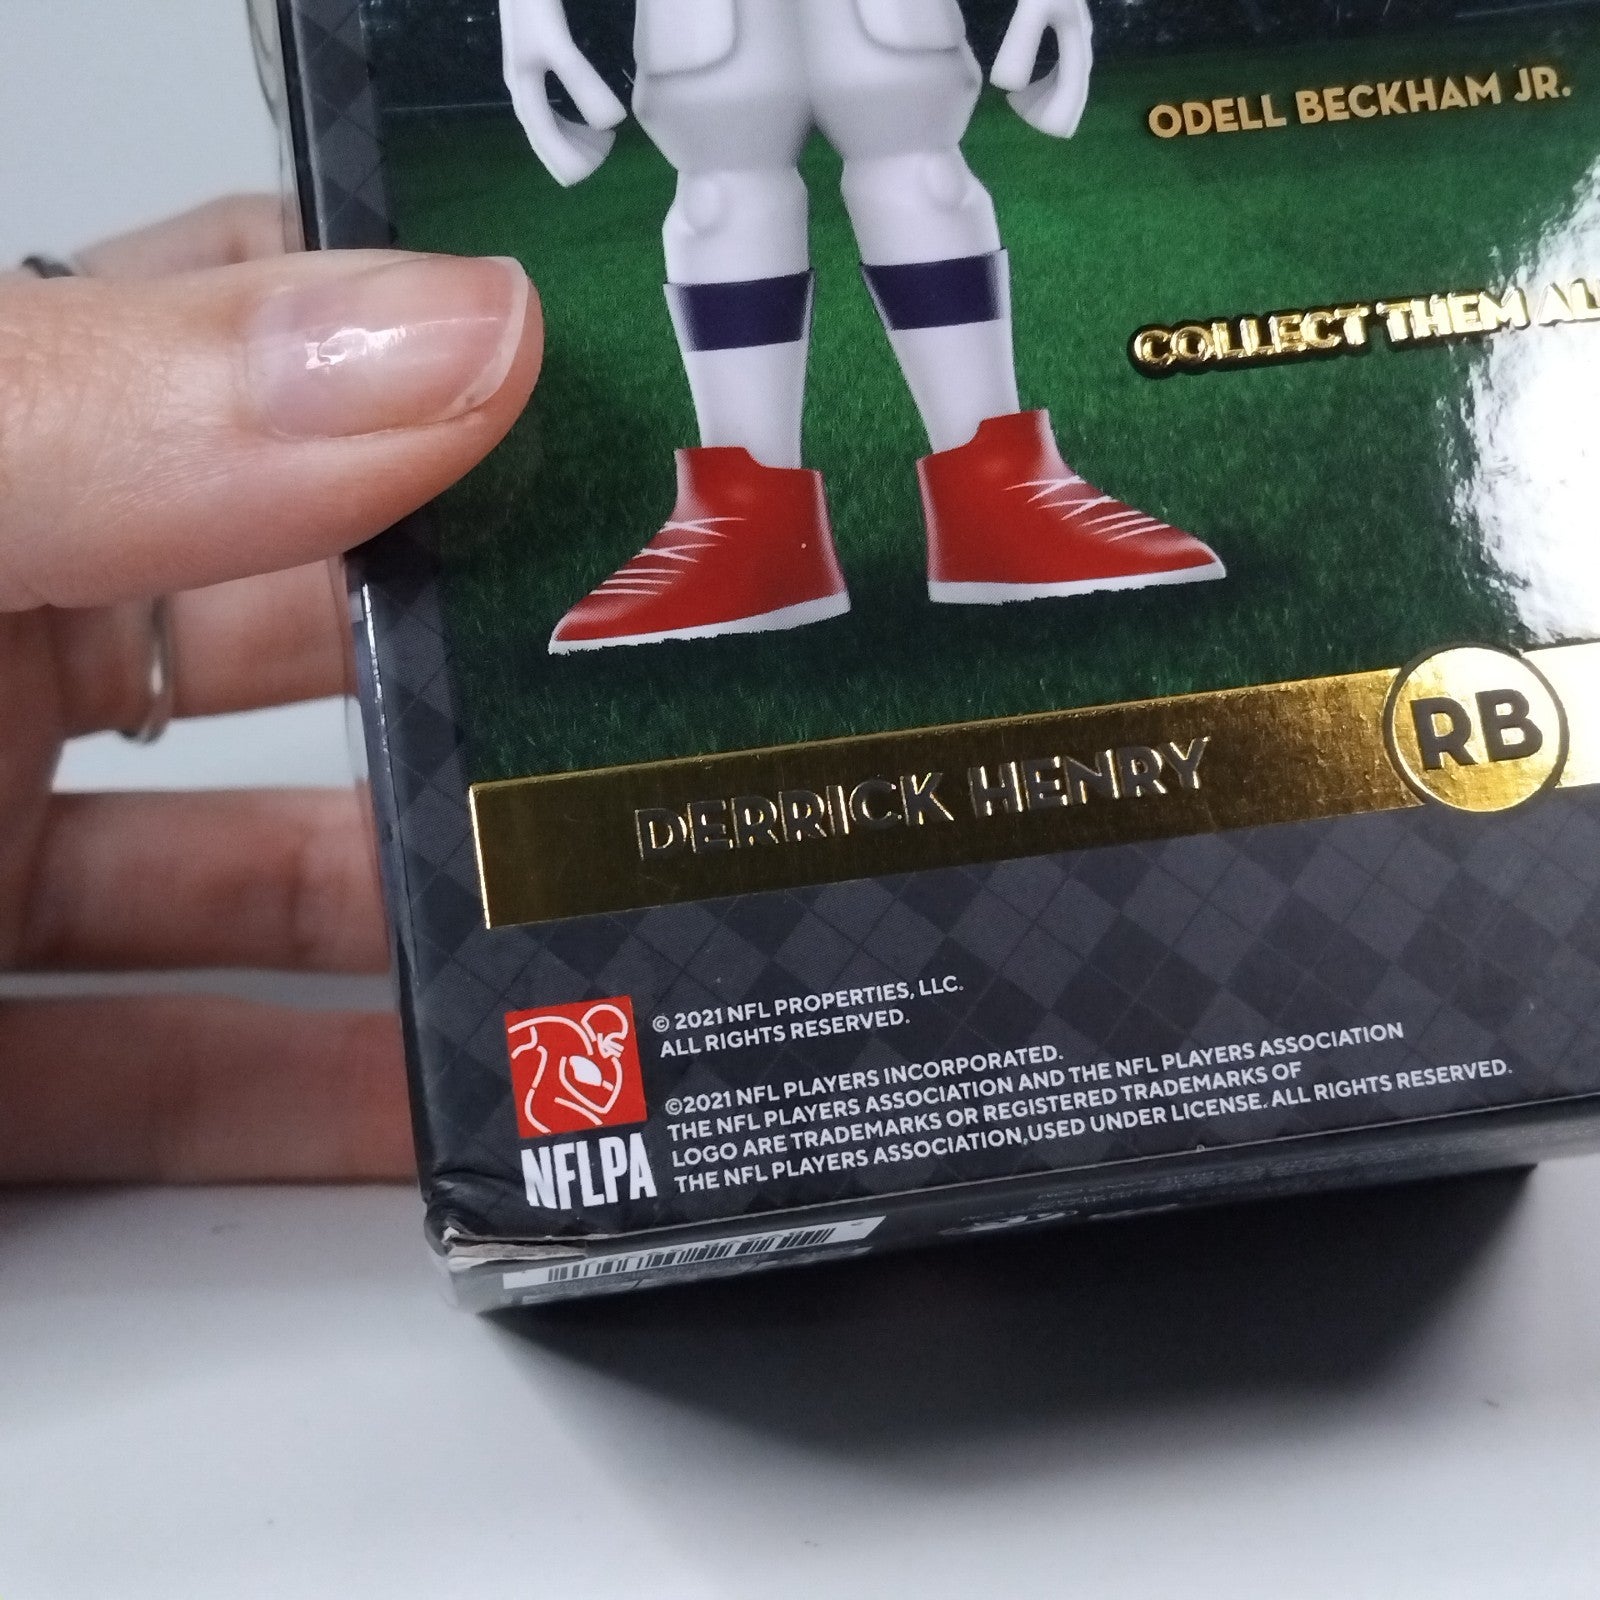 ODELL BECKHAM JR.
COLLECT THEM
DERRICK HENRY
RB
© 2021 NFL PROPERTIES, LLC.
ALL RIGHTS RESERVED.
©2021 NFL PLAYERS INCORPORATED.
THE NFL PLAYERS ASSOCIATION AND THE NFL PLAYERS ASSOCIATION
LOGO ARE TRADEMARKS OR REGISTERED TRADEMARKS OF
THE NFL PLAYERS ASSOCIATION,USED UNDER LICENSE. ALL RIGHTS RESERVED.
NFLPA